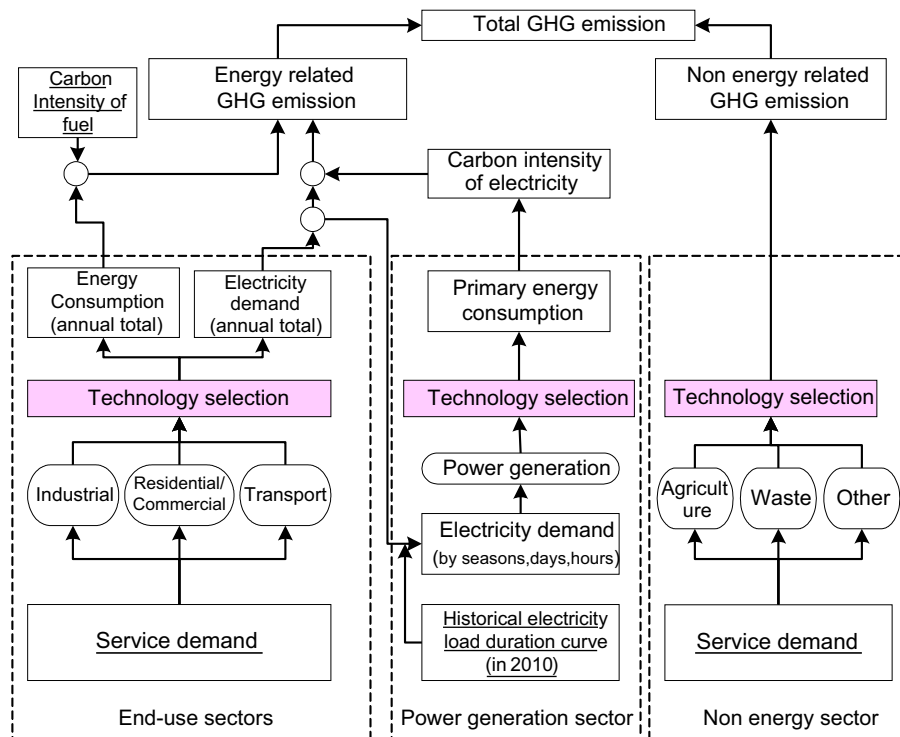 Total GHG emission
Carbon
Intensity of
fuel
Energy related
GHG emission
Non energy related
GHG emission
Carbon intensity
of electricity
Energy
Consumption
(annual total)
Electricity
demand
(annual total)
Primary energy
consumption
Technology selection
Technology selection
Technology selection
Industrial
Residential/
Commercial
Transport
Power generation
Agricult
ure
Waste
Other
Electricity demand
(by seasons,days,hours)
Service demand
Historical electricity
load duration curve
(in 2010)
Service demand
End-use sectors
Power generation sector
Non energy sector